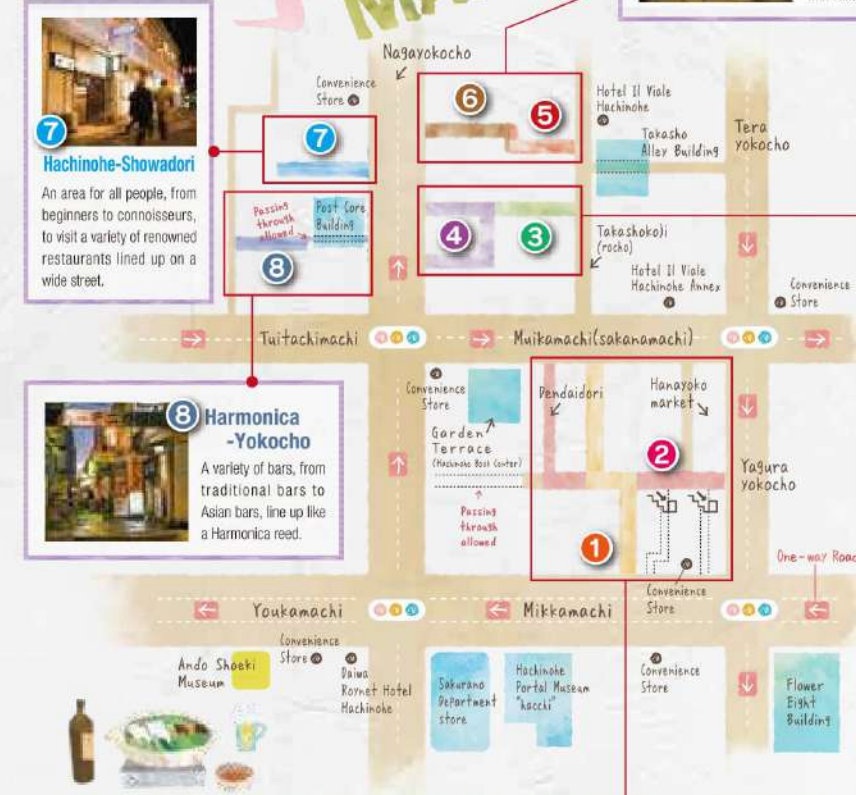 MA
Nagayokocho
Convenience
Store
6
5
Hotel Il Viale
Hachinohe
Takasho
Alley Building
Tera
yokocho
7
7
Hachinohe-Showadori
An area for all people, from
beginners to connoisseurs,
to visit a variety of renowned
restaurants lined up on a
wide street.
Passing
through
allowed
Post Core
Building
8
4
3
Takashokoji
(rocho)
Hotel Il Viale
Hachinohe Annex
Convenience
Store
Tuitachimachi
Muikamachi(sakanamachi)
8
Harmonica
-Yokocho
A variety of bars, from
traditional bars to
Asian bars, line up like
a Harmonica reed.
Convenience
Store
Garden
Terrace
(Hachinohe Book Center)
Passing
through
allowed
Dendaidori
Hanayoko
market
2
1
Yagura
yokocho
Convenience
Store
One-way Road
Youkamachi
Mikkamachi
Ando Shoeki
Museum
Convenience
Store
Daiwa
Roynet Hotel
Hachinohe
Sakurano
Department
store
Hachinohe
Portal Museum
"hacchi"
Convenience
Store
Flower
Eight
Building